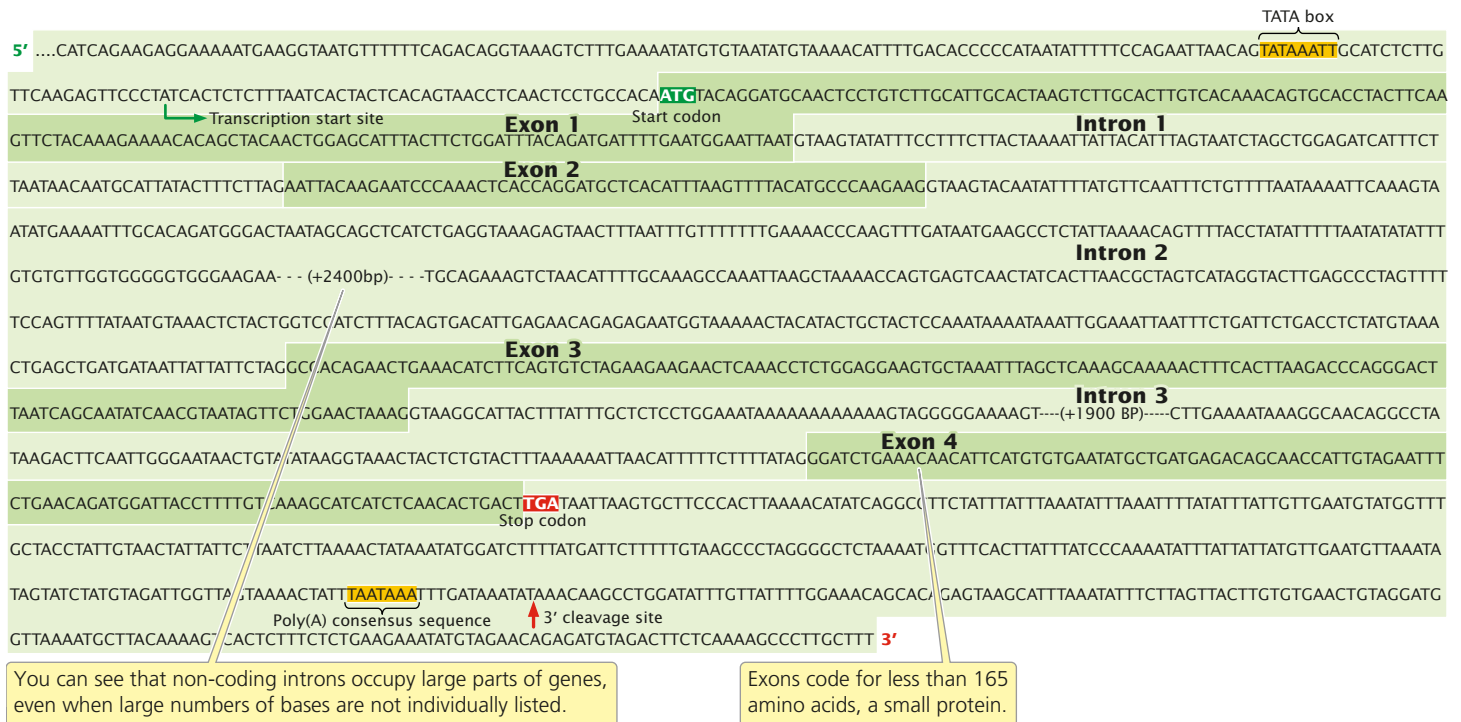 TATA box
5’ ....CATCAGAAGAGGAAAAATGAAGGTAATGTTTTTTCAGACAGGTAAAGTCTTTGAAAATATGTGTAATATGTAAAACATTTTGACACCCCCATAATATTTTTCCAGAATTAACAGTATAAATTGCATCTCTTG
TTCAAGAGTTCCCTATCACTCTCTTTAATCACTACTCACAGTAACCTCAACTCCTGCCACAATGTACAGGATGCAACTCCTGTCTTGCATTGCACTAAGTCTTGCACTTGTCACAAACAGTGCACCTACTTCAA
Transcription start site
Exon 1
Start codon
Intron 1
GTTCTACAAAGAAAACACAGCTACAACTGGAGCATTTACTTCTGGATTTACAGATGATTTTGAATGGAATTAATGTAAGTATATTTCCTTTCTTACTAAAATTATTACATTTAGTAATCTAGCTGGAGATCATTTCT
Exon 2
TAATAACAATGCATTATACTTTCTTAGAATTACAAGAATCCCAAACTCACCAGGATGCTCACATTTAAGTTTTACATGCCCAAGAAGGTAAGTACAATATTTTATGTTCAATTTCTGTTTTAATAAAATTCAAAGTA
ATATGAAAATTTGCACAGATGGGACTAATAGCAGCTCATCTGAGGTAAAGAGTAACTTTAATTTGTTTTTTTGAAAACCCAAGTTTGATAATGAAGCCTCTATTAAAACAGTTTTACCTATATTTTTAATATATATTT
Intron 2
GTGTGTTGGTGGGGGTGGGAAGAA- - - (+2400bp)- - - -TGCAGAAAGTCTAACATTTTGCAAAGCCAAATTAAGCTAAAACCAGTGAGTCAACTATCACTTAACGCTAGTCATAGGTACTTGAGCCCTAGTTTT
TCCAGTTTTATAATGTAAACTCTACTGGTCCATCTTTACAGTGACATTGAGAACAGAGAGAATGGTAAAAACTACATACTGCTACTCCAAATAAAATAAATTGGAAATTAATTTCTGATTCTGACCTCTATGTAAA
Exon 3
CTGAGCTGATGATAATTATTATTCTAGGCCACAGAACTGAAACATCTTCAGTGTCTAGAAGAAGAACTCAAACCTCTGGAGGAAGTGCTAAATTTAGCTCAAAGCAAAAACTTTCACTTAAGACCCAGGGACT
Intron 3
TAATCAGCAATATCAACGTAATAGTTCTGGAACTAAAGGTAAGGCATTACTTTATTTGCTCTCCTGGAAATAAAAAAAAAAAAGTAGGGGGAAAAGT----(+1900 BP)-----CTTGAAAATAAAGGCAACAGGCCTA
Exon 4
TAAGACTTCAATTGGGAATAACTGTATATAAGGTAAACTACTCTGTACTTTAAAAAATTAACATTTTTCTTTTATAGGGATCTGAAACAACATTCATGTGTGAATATGCTGATGAGACAGCAACCATTGTAGAATTT
CTGAACAGATGGATTACCTTTTGTCAAAGCATCATCTCAACACTGACTTGATAATTAAGTGCTTCCCACTTAAAACATATCAGGCCTTCTATTTATTTAAATATTTAAATTTTATATTTATTGTTGAATGTATGGTTT
Stop codon
GCTACCTATTGTAACTATTATTCTTAATCTTAAAACTATAAATATGGATCTTTTATGATTCTTTTTGTAAGCCCTAGGGGCTCTAAAATGGTTTCACTTATTTATCCCAAAATATTTATTATTATGTTGAATGTTAAATA
TAGTATCTATGTAGATTGGTTAGTAAAACTATTTAATAAATTTGATAAATATAAACAAGCCTGGATATTTGTTATTTTGGAAACAGCACAGAGTAAGCATTTAAATATTTCTTAGTTACTTGTGTGAACTGTAGGATG
Poly(A) consensus sequence
3’ cleavage site
GTTAAAATGCTTACAAAAGTCACTCTTTCTCTGAAGAAATATGTAGAACAGAGATGTAGACTTCTCAAAAGCCCTTGCTTT 3’
You can see that non-coding introns occupy large parts of genes,
even when large numbers of bases are not individually listed.
Exons code for less than 165
amino acids, a small protein.